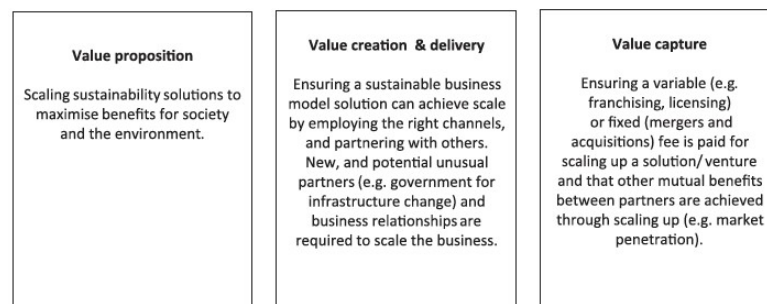 Value proposition
Scaling sustainability solutions to
maximise benefits for society
and the environment.
Value creation & delivery
Ensuring a sustainable business
model solution can achieve scale
by employing the right channels,
and partnering with others.
New, and potential unusual
partners (e.g. government for
infrastructure change) and
business relationships are
required to scale the business.
Value capture
Ensuring a variable (e.g.
franchising, licensing)
or fixed (mergers and
acquisitions) fee is paid for
scaling up a solution/ venture
and that other mutual benefits
between partners are achieved
through scaling up (e.g. market
penetration).